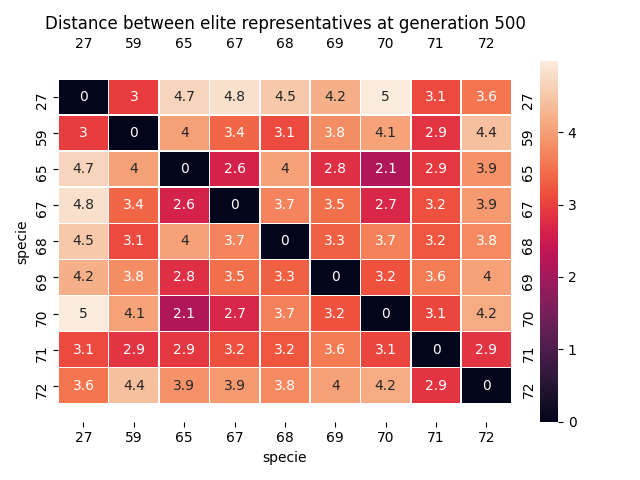 Distance between elite representatives at generation 500
27 59 65 67 68 69 70 71 72
27 0 3 4.7 4.8 4.5 4.2 5 3.1 3.6 27
59 3 0 4 3.4 3.1 3.8 4.1 2.9 4.4 59
65 4.7 4 0 2.6 4 2.8 2.1 2.9 3.9 65
67 4.8 3.4 2.6 0 3.7 3.5 2.7 3.2 3.9 67
68 4.5 3.1 4 3.7 0 3.3 3.7 3.2 3.8 68
69 4.2 3.8 2.8 3.5 3.3 0 3.2 3.6 4 69
70 5 4.1 2.1 2.7 3.7 3.2 0 3.1 4.2 70
71 3.1 2.9 2.9 3.2 3.2 3.6 3.1 0 2.9 71
72 3.6 4.4 3.9 3.9 3.8 4 4.2 2.9 0 72
27 59 65 67 68 69 70 71 72
specie
specie
4
3
2
1
0